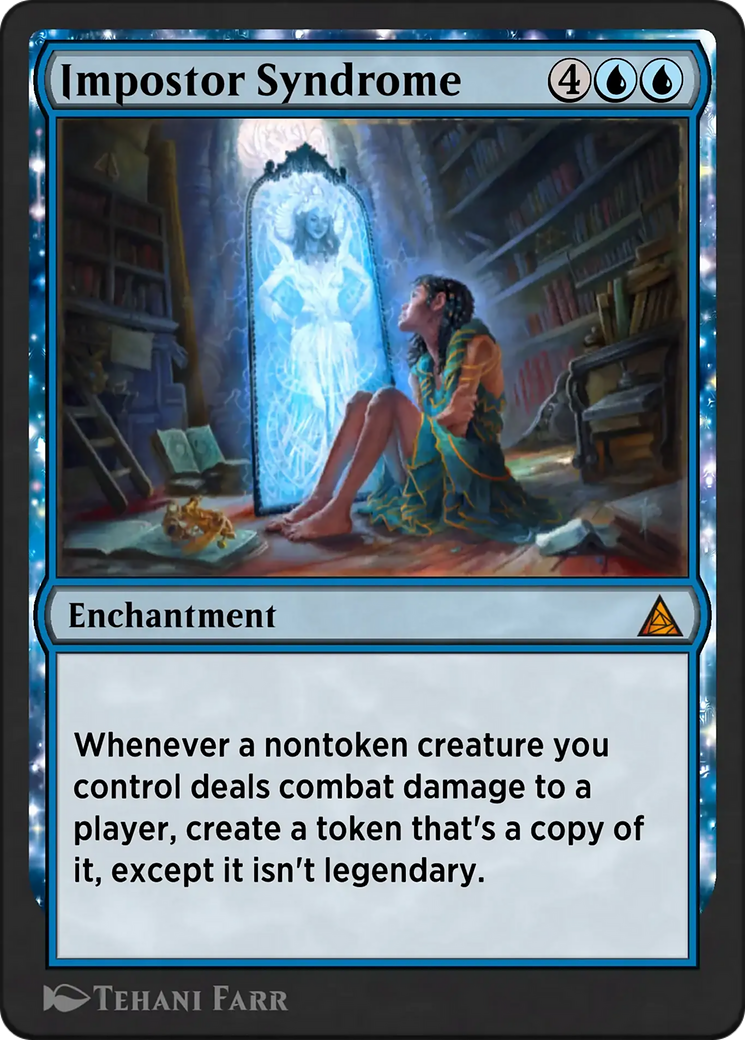 Impostor Syndrome 4
Enchantment
Whenever a nontoken creature you
control deals combat damage to a
player, create a token that's a copy of
it, except it isn't legendary.
Tehani Farr